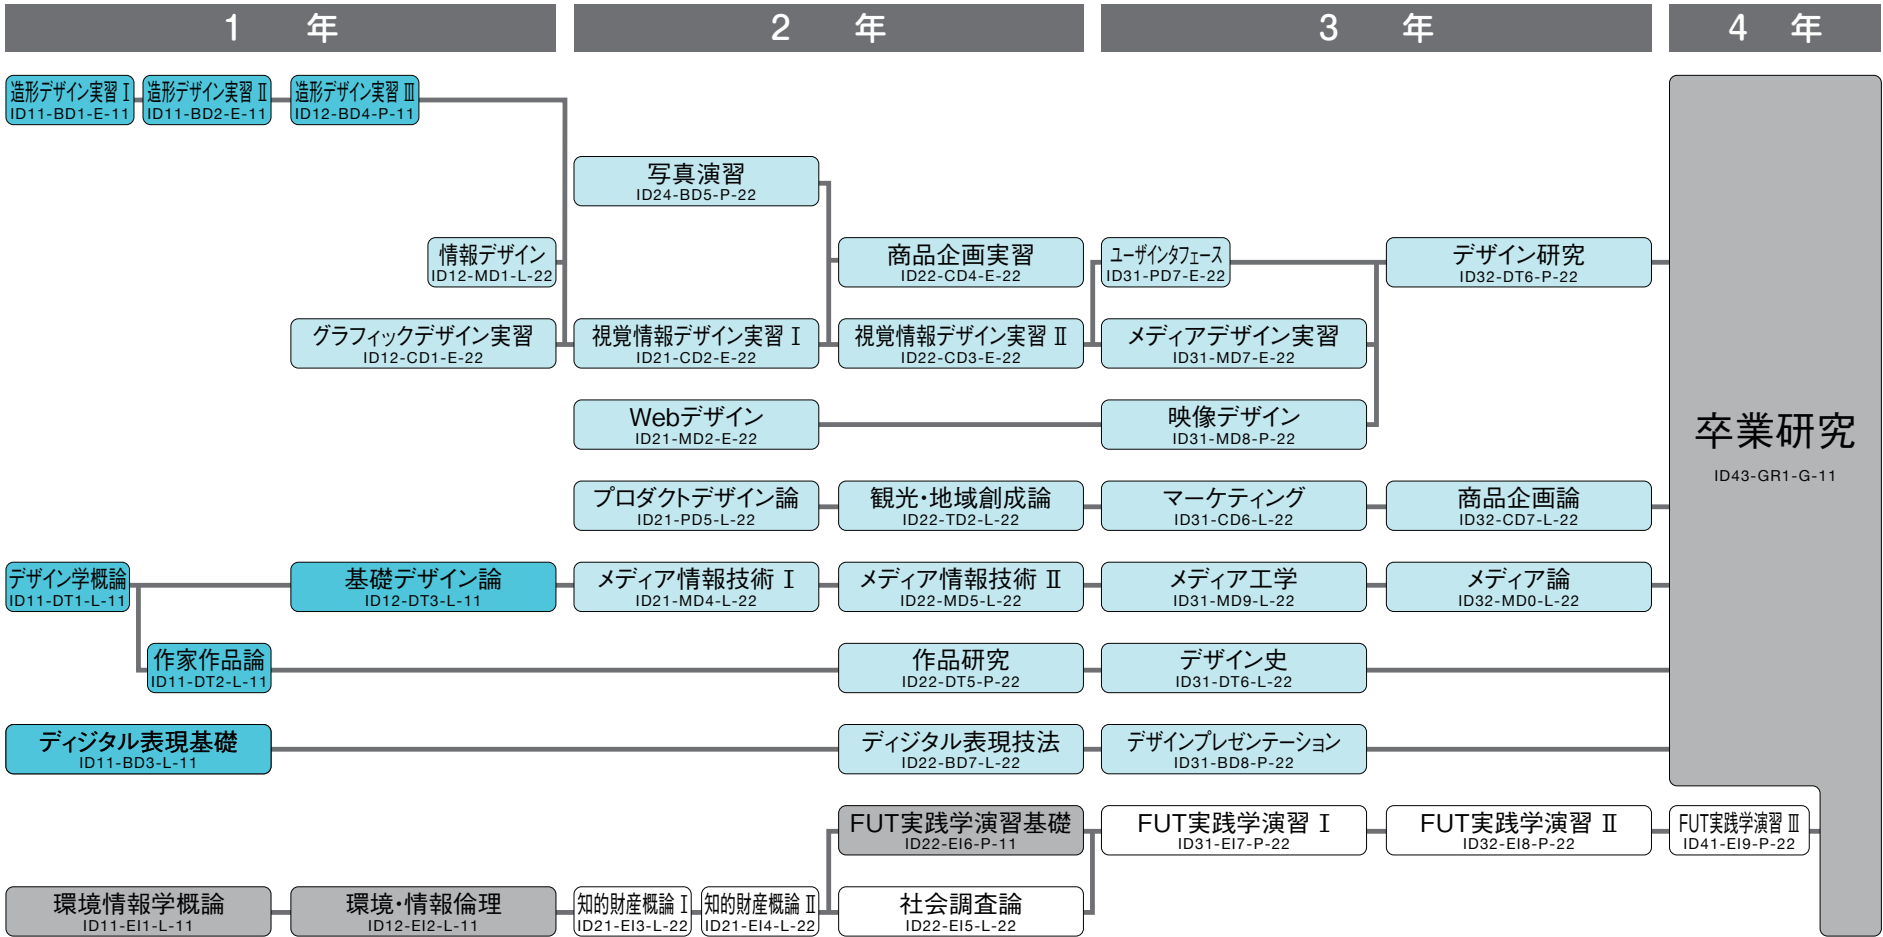 1 年
2 年
3 年
4 年
造形デザイン実習 Ⅰ
ID11-BD1-E-11
造形デザイン実習 Ⅱ
ID11-BD2-E-11
造形デザイン実習 Ⅲ
ID12-BD4-P-11
写真演習
ID24-BD5-P-22
情報デザイン
ID12-MD1-L-22
商品企画実習
ID22-CD4-E-22
ユーザインタフェース
ID31-PD7-E-22
デザイン研究
ID32-DT6-P-22
グラフィックデザイン実習
ID12-CD1-E-22
視覚情報デザイン実習 Ⅰ
ID21-CD2-E-22
視覚情報デザイン実習 Ⅱ
ID22-CD3-E-22
メディアデザイン実習
ID31-MD7-E-22
Webデザイン
ID21-MD2-E-22
映像デザイン
ID31-MD8-P-22
卒業研究
ID43-GR1-G-11
プロダクトデザイン論
ID21-PD5-L-22
観光・地域創成論
ID22-TD2-L-22
マーケティング
ID31-CD6-L-22
商品企画論
ID32-CD7-L-22
デザイン学概論
ID11-DT1-L-11
基礎デザイン論
ID12-DT3-L-11
メディア情報技術 Ⅰ
ID21-MD4-L-22
メディア情報技術 Ⅱ
ID22-MD5-L-22
メディア工学
ID31-MD9-L-22
メディア論
ID32-MD0-L-22
作家作品論
ID11-DT2-L-11
作品研究
ID22-DT5-P-22
デザイン史
ID31-DT6-L-22
ディジタル表現基礎
ID11-BD3-L-11
ディジタル表現技法
ID22-BD7-L-22
デザインプレゼンテーション
ID31-BD8-P-22
FUT実践学演習基礎
ID22-EI6-P-11
FUT実践学演習 Ⅰ
ID31-EI7-P-22
FUT実践学演習 Ⅱ
ID32-EI8-P-22
FUT実践学演習 Ⅲ
ID41-EI9-P-22
環境情報学概論
ID11-EI1-L-11
環境・情報倫理
ID12-EI2-L-11
知的財産概論 Ⅰ
ID21-EI3-L-22
知的財産概論 Ⅱ
ID21-EI4-L-22
社会調査論
ID22-EI5-L-22